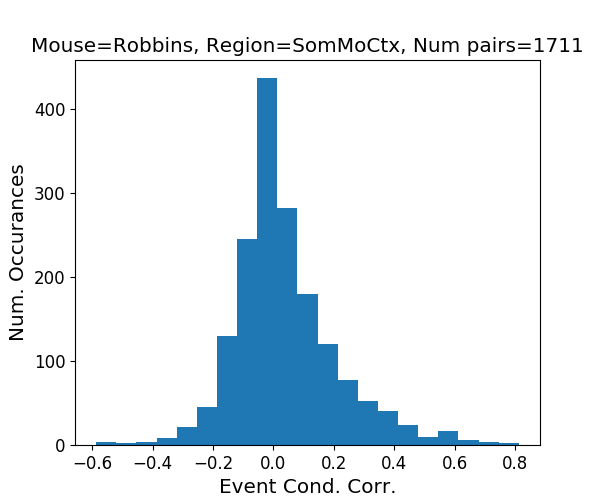 Mouse=Robbins, Region=SomMoCtx, Num pairs=1711
Num. Occurances
400
300
200
100
0
−0.6 −0.4 −0.2 0.0 0.2 0.4 0.6 0.8
Event Cond. Corr.